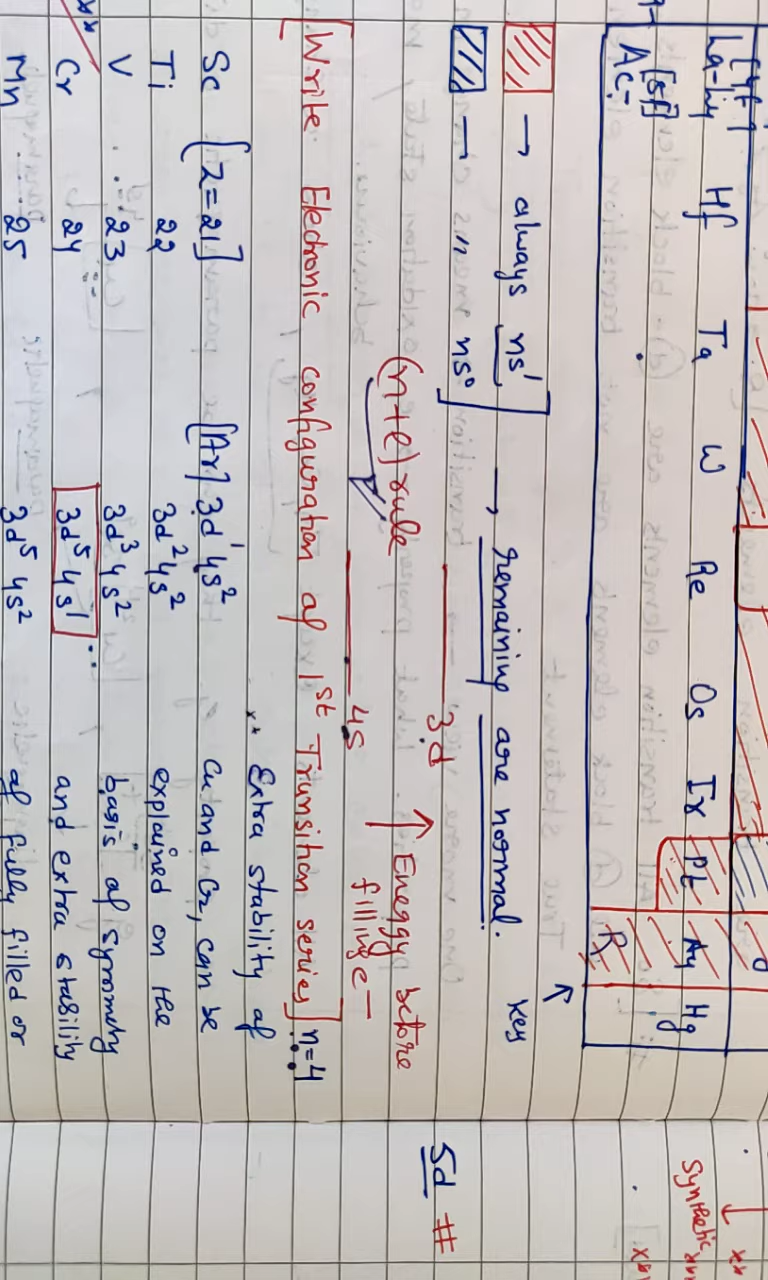 [4f]
La-Lu Hf Ta W Re Os Ir Pt Au Hg
[5f]
Ac-
R
→ always ns¹
→ ns⁰ → remaining are normal.
key
(n+l) rule
3d
4s
↑ Eneggy before
filling e⁻
5d #
[Write Electronic configuration of 1st Transition series] n=4
Sc [Z=21] [Ar] 3d¹ 4s²
Ti 22 3d² 4s²
V 23 3d³ 4s²
Cr 24 3d⁵ 4s¹
Mn 25 3d⁵ 4s²
** Extra stability of
Cu and Cr, can be
explained on the
basis of symmetry
and extra stability
of fully filled or
Synthetic